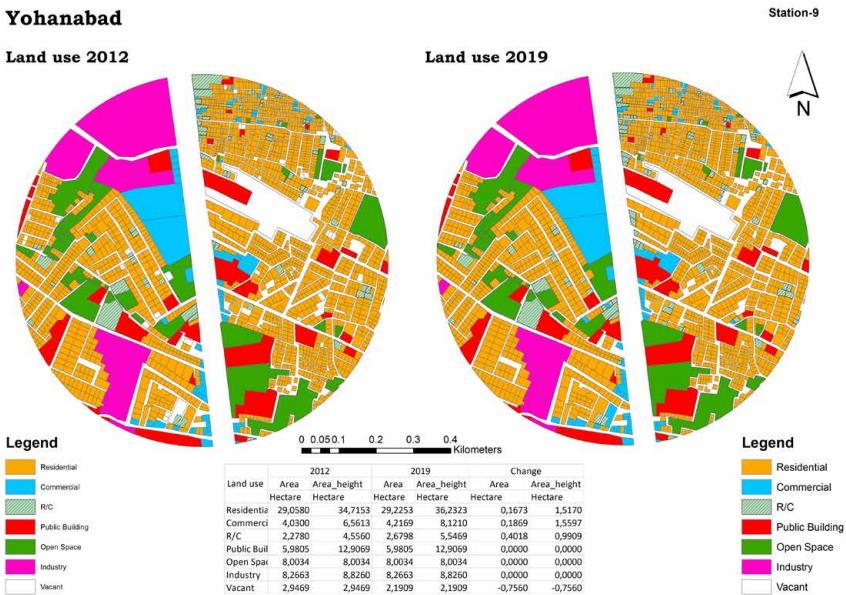 Yohanabad
Station-9
Land use 2012
Land use 2019
N
0 0.050.1 0.2 0.3 0.4
Kilometers
Legend
Residential
Commercial
R/C
Public Building
Open Space
Industry
Vacant
2012 2019 Change
Land use Area Area_height Area Area_height Area Area_height
Hectare Hectare Hectare Hectare Hectare Hectare
Residentia 29,0580 34,7153 29,2253 36,2323 0,1673 1,5170
Commerci 4,0300 6,5613 4,2169 8,1210 0,1869 1,5597
R/C 2,2780 4,5560 2,6798 5,5469 0,4018 0,9909
Public Buil 5,9805 12,9069 5,9805 12,9069 0,0000 0,0000
Open Spac 8,0034 8,0034 8,0034 8,0034 0,0000 0,0000
Industry 8,2663 8,8260 8,2663 8,8260 0,0000 0,0000
Vacant 2,9469 2,9469 2,1909 2,1909 -0,7560 -0,7560
Legend
Residential
Commercial
R/C
Public Building
Open Space
Industry
Vacant